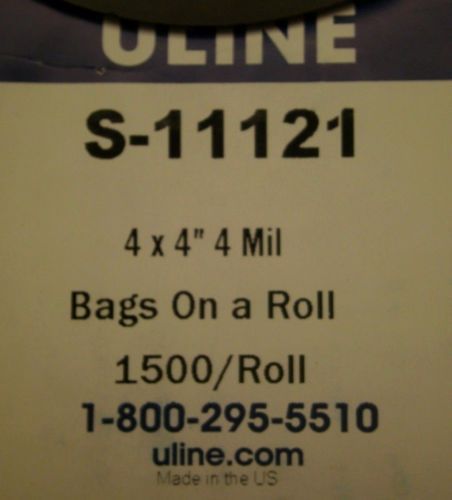 ULINE
S-11121
4 x 4" 4 Mil
Bags On a Roll
1500/Roll
1-800-295-5510
uline.com
Made in the US